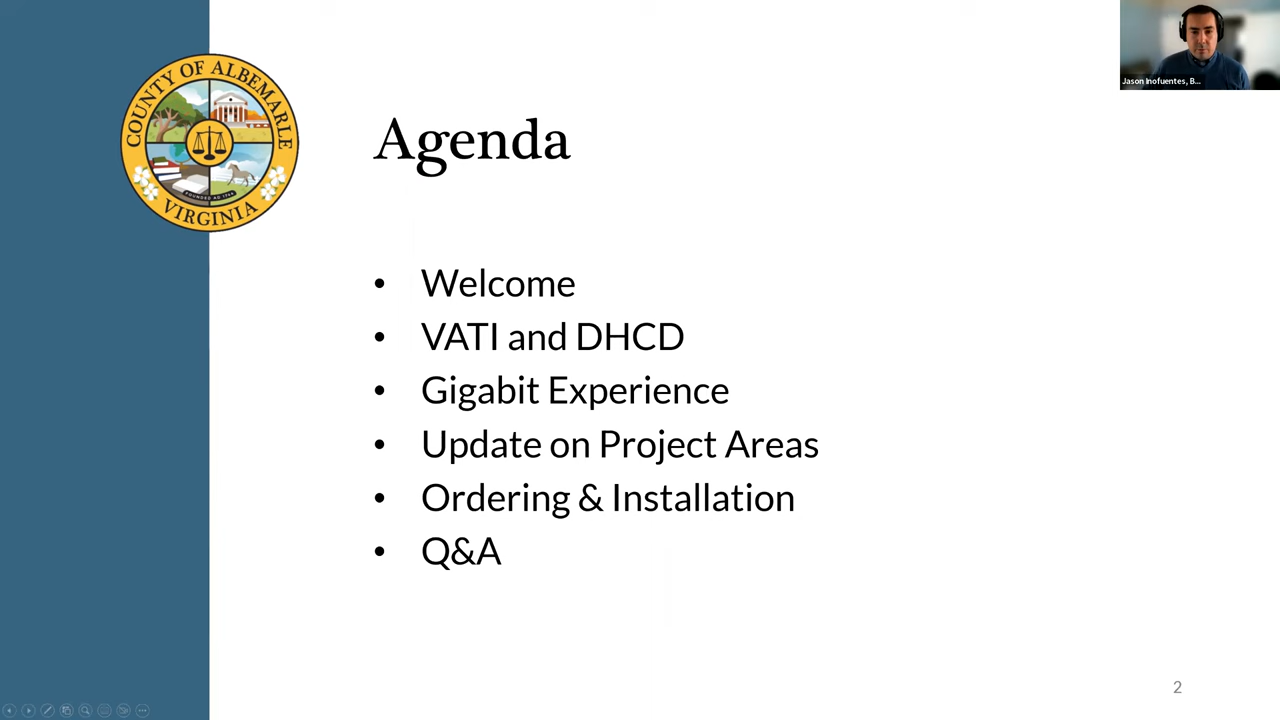 COUNTY OF ALBEMARLE
VIRGINIA
Jason Inofuentes, B...
Agenda
• Welcome
• VATI and DHCD
• Gigabit Experience
• Update on Project Areas
• Ordering & Installation
• Q&A
2